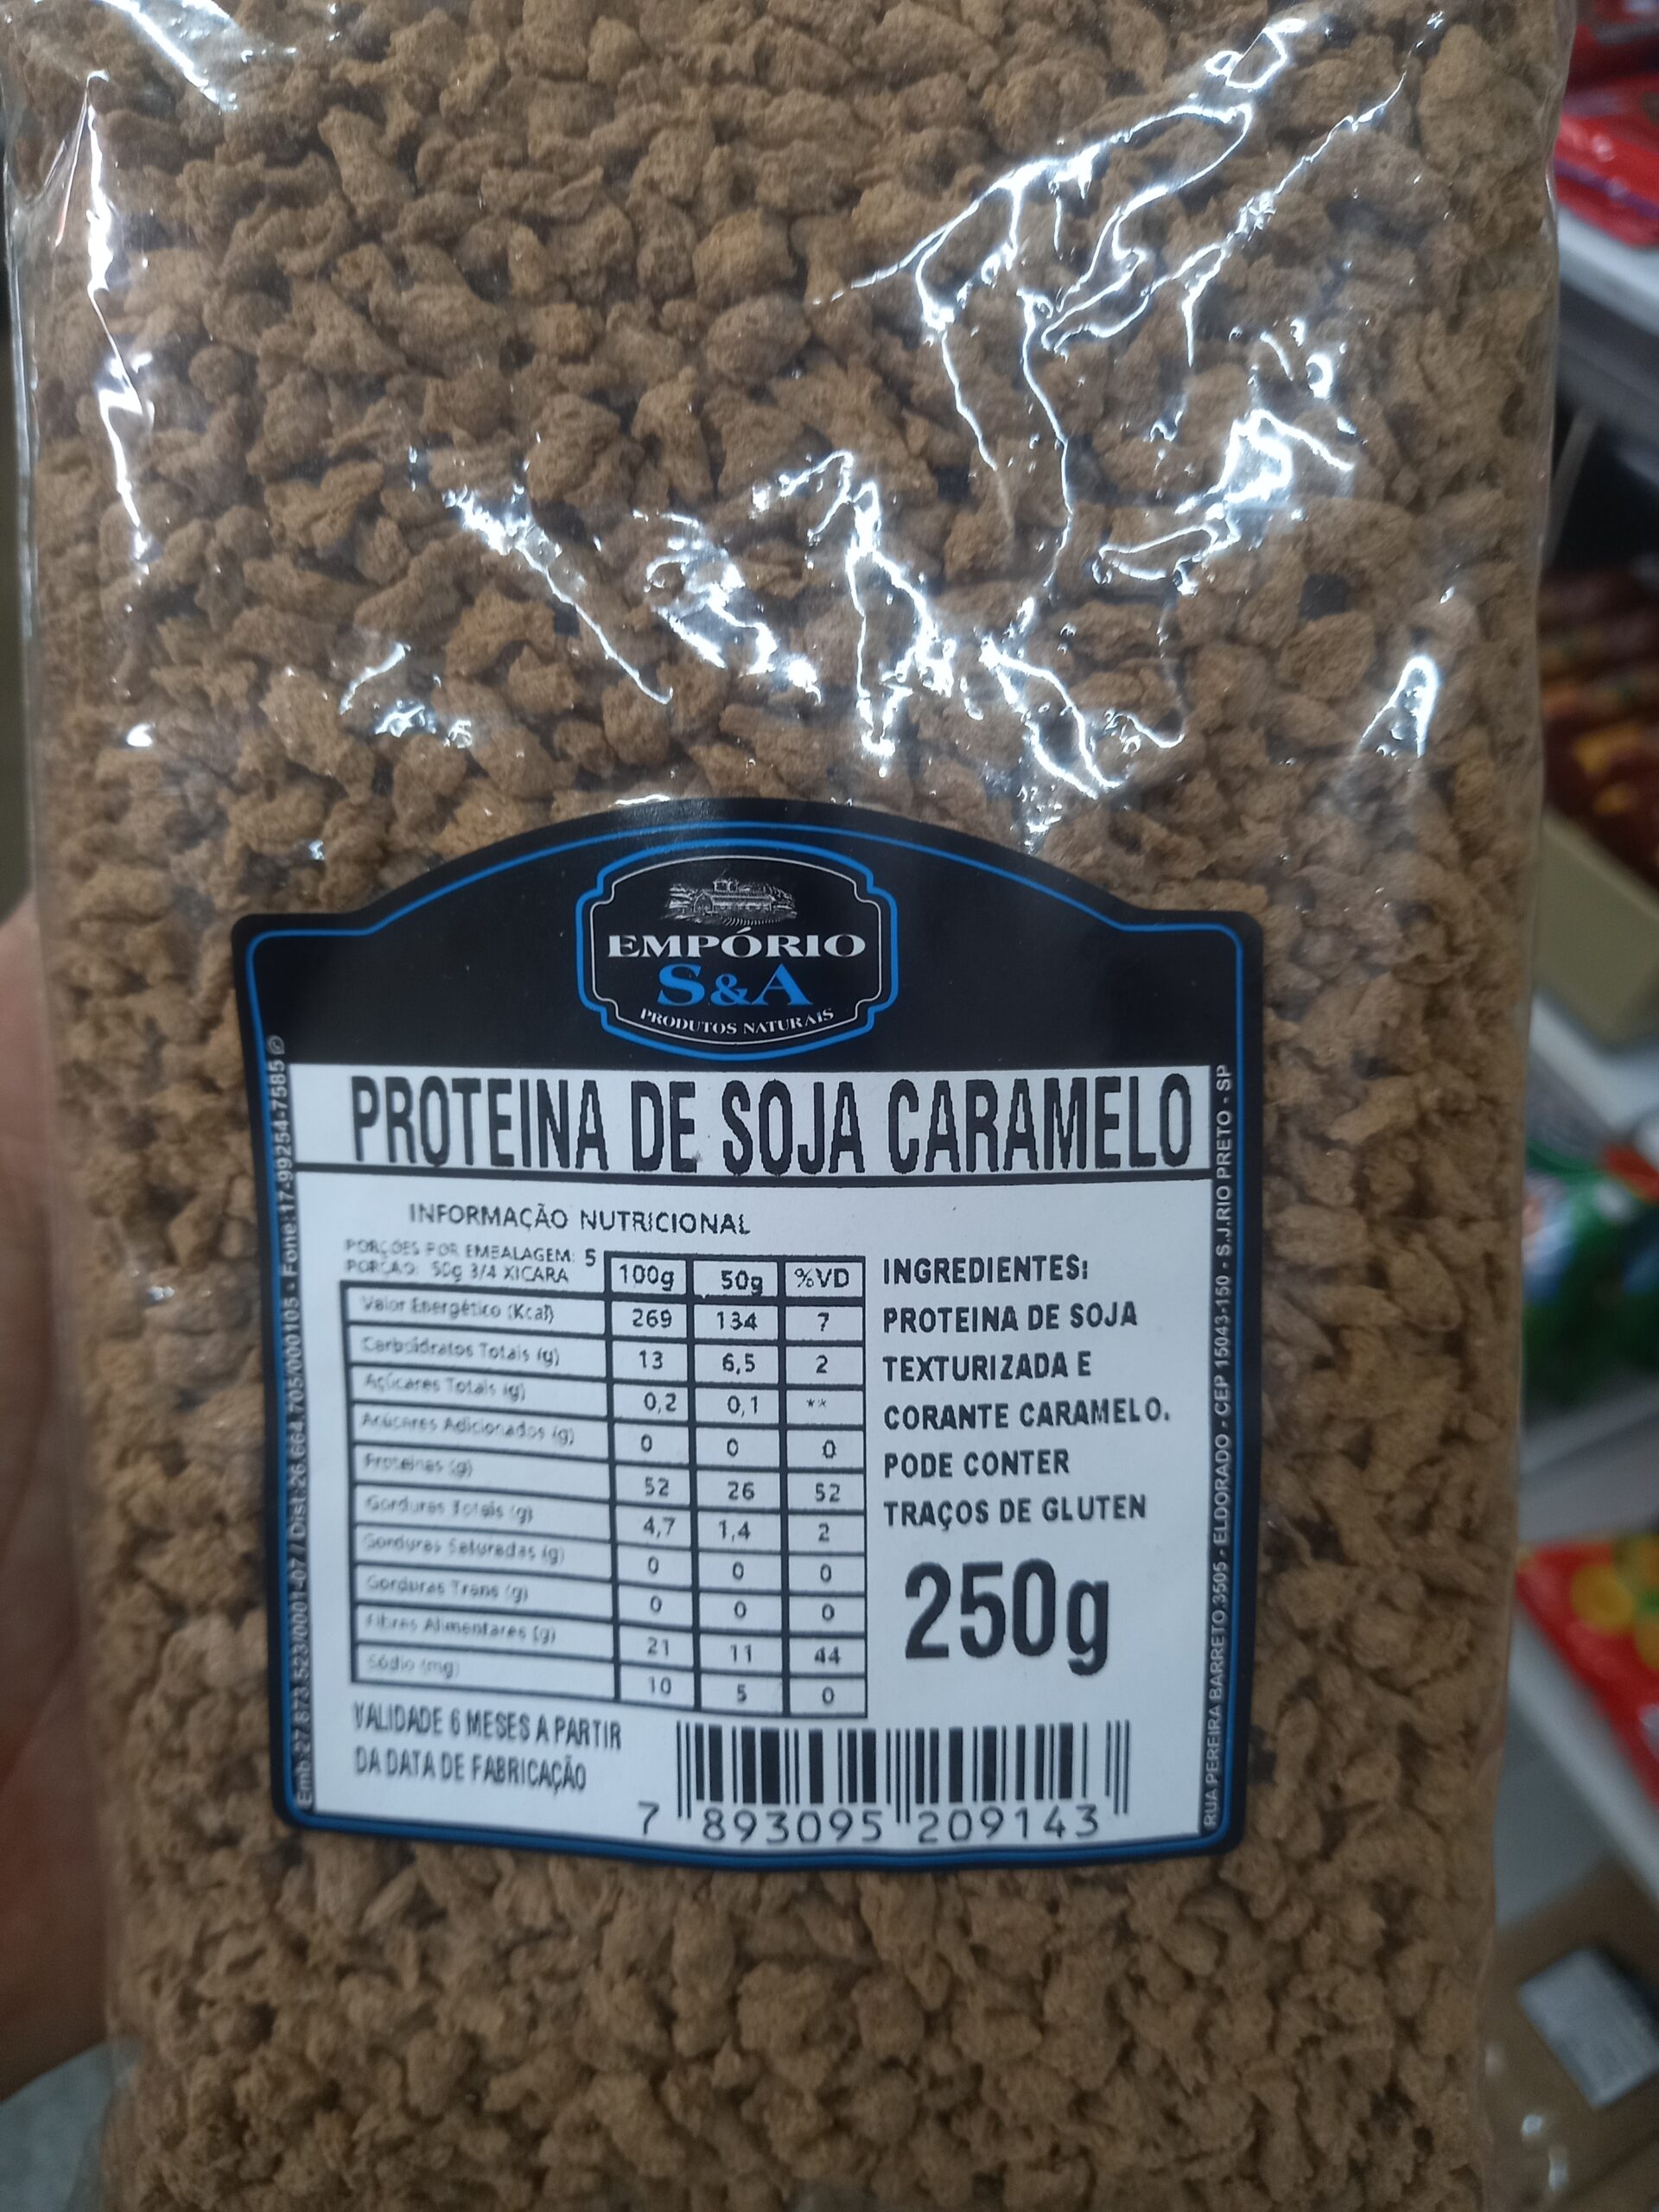 EMPÓRIO
S&A
PRODUTOS NATURAIS
PROTEINA DE SOJA CARAMELO
INFORMAÇÃO NUTRICIONAL
PORÇOES POR EMBALAGEM: 5
PORÇAO: 50g 3/4 XICARA
100g 50g %VD
Valor Energético (Kcal) 269 134 7
Carboidratos Totais (g) 13 6,5 2
Açúcares Totais (g) 0,2 0,1 **
Acúcares Adicionados (g) 0 0 0
Proteinas (g) 52 26 52
Gorduras Totais (g) 4,7 1,4 2
Gorduras Saturadas (g) 0 0 0
Gorduras Trans (g) 0 0 0
Fibras Alimentares (g) 21 11 44
Sódio (mg) 10 5 0
INGREDIENTES:
PROTEINA DE SOJA
TEXTURIZADA E
CORANTE CARAMELO.
PODE CONTER
TRAÇOS DE GLUTEN
250g
VALIDADE 6 MESES A PARTIR
DA DATA DE FABRICAÇÃO
7 893095 209143
Emb:27.873.523/0001-07 / Dist:26.664.705/000105 - Fone:17-99254-7585
RUA PEREIRA BARRETO,3505 - ELDORADO - CEP 15043-150 - S.J.RIO PRETO - SP